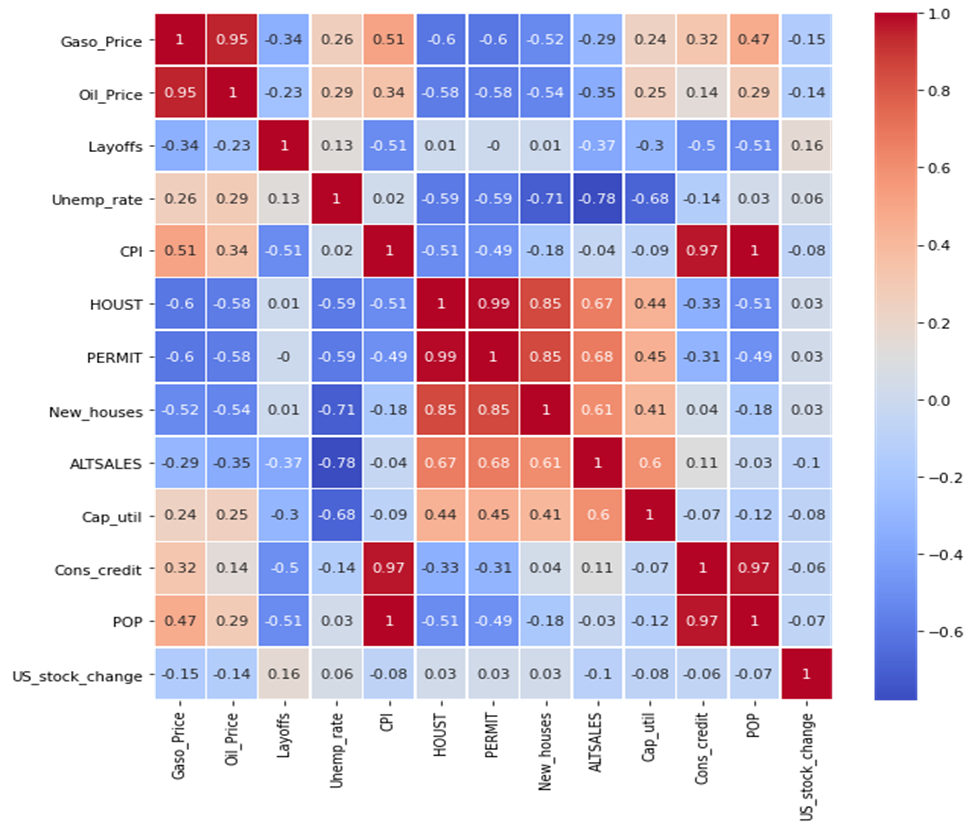 Gaso_Price 1 0.95 -0.34 0.26 0.51 -0.6 -0.6 -0.52 -0.29 0.24 0.32 0.47 -0.15
Oil_Price 0.95 1 -0.23 0.29 0.34 -0.58 -0.58 -0.54 -0.35 0.25 0.14 0.29 -0.14
Layoffs -0.34 -0.23 1 0.13 -0.51 0.01 -0 0.01 -0.37 -0.3 -0.5 -0.51 0.16
Unemp_rate 0.26 0.29 0.13 1 0.02 -0.59 -0.59 -0.71 -0.78 -0.68 -0.14 0.03 0.06
CPI 0.51 0.34 -0.51 0.02 1 -0.51 -0.49 -0.18 -0.04 -0.09 0.97 1 -0.08
HOUST -0.6 -0.58 0.01 -0.59 -0.51 1 0.99 0.85 0.67 0.44 -0.33 -0.51 0.03
PERMIT -0.6 -0.58 -0 -0.59 -0.49 0.99 1 0.85 0.68 0.45 -0.31 -0.49 0.03
New_houses -0.52 -0.54 0.01 -0.71 -0.18 0.85 0.85 1 0.61 0.41 0.04 -0.18 0.03
ALTSALES -0.29 -0.35 -0.37 -0.78 -0.04 0.67 0.68 0.61 1 0.6 0.11 -0.03 -0.1
Cap_util 0.24 0.25 -0.3 -0.68 -0.09 0.44 0.45 0.41 0.6 1 -0.07 -0.12 -0.08
Cons_credit 0.32 0.14 -0.5 -0.14 0.97 -0.33 -0.31 0.04 0.11 -0.07 1 0.97 -0.06
POP 0.47 0.29 -0.51 0.03 1 -0.51 -0.49 -0.18 -0.03 -0.12 0.97 1 -0.07
US_stock_change -0.15 -0.14 0.16 0.06 -0.08 0.03 0.03 0.03 -0.1 -0.08 -0.06 -0.07 1
Gaso_Price
Oil_Price
Layoffs
Unemp_rate
CPI
HOUST
PERMIT
New_houses
ALTSALES
Cap_util
Cons_credit
POP
US_stock_change
1.0
0.8
0.6
0.4
0.2
0.0
−0.2
−0.4
−0.6